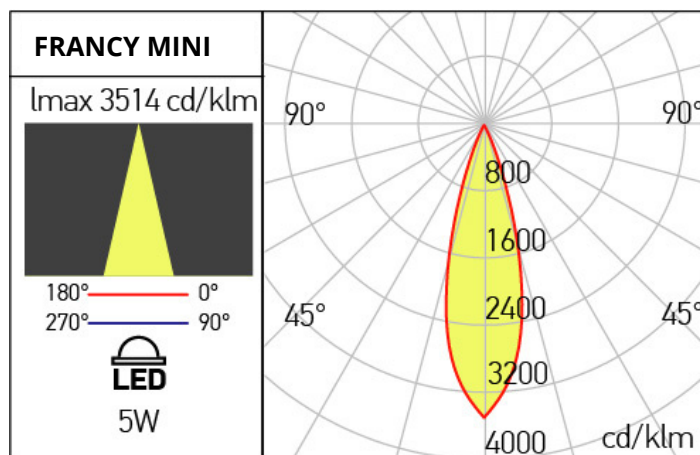 FRANCY MINI
lmax 3514 cd/klm
180° 0°
270° 90°
LED
5W
90° 90°
800
1600
45° 2400 45°
3200
4000 cd/klm